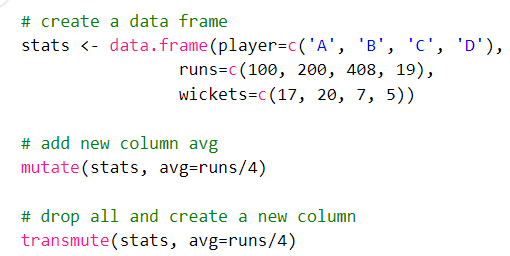 # create a data frame
stats <- data.frame(player=c('A', 'B', 'C', 'D'),
                runs=c(100, 200, 408, 19),
                wickets=c(17, 20, 7, 5))

# add new column avg
mutate(stats, avg=runs/4)

# drop all and create a new column
transmute(stats, avg=runs/4)